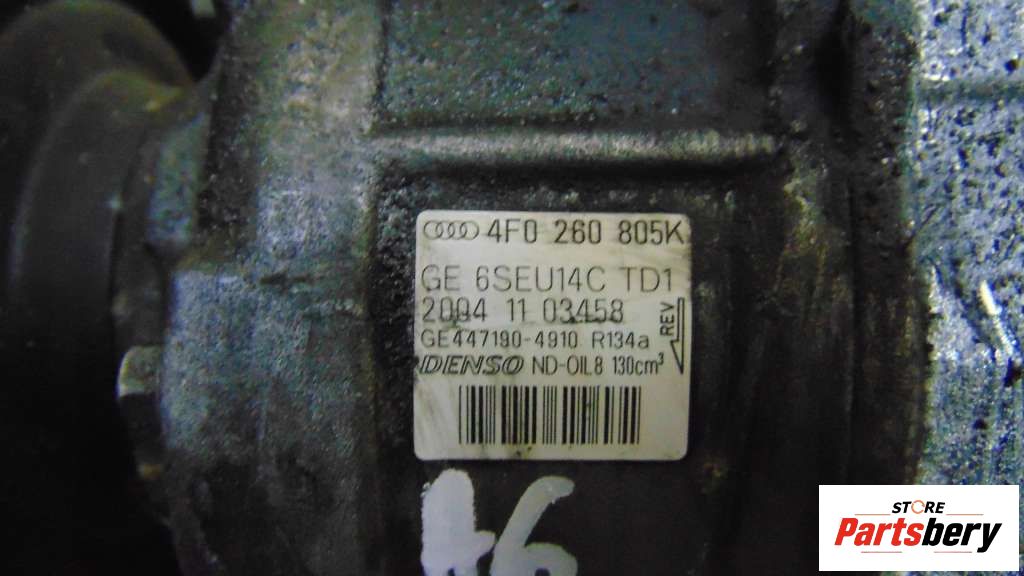 4F0 260 805K
GE 6SEU14C TD1
2004 11 03458
GE447190-4910 R134a
REV
DENSO ND-OIL8 130cm³
A6
STORE
Partsbery